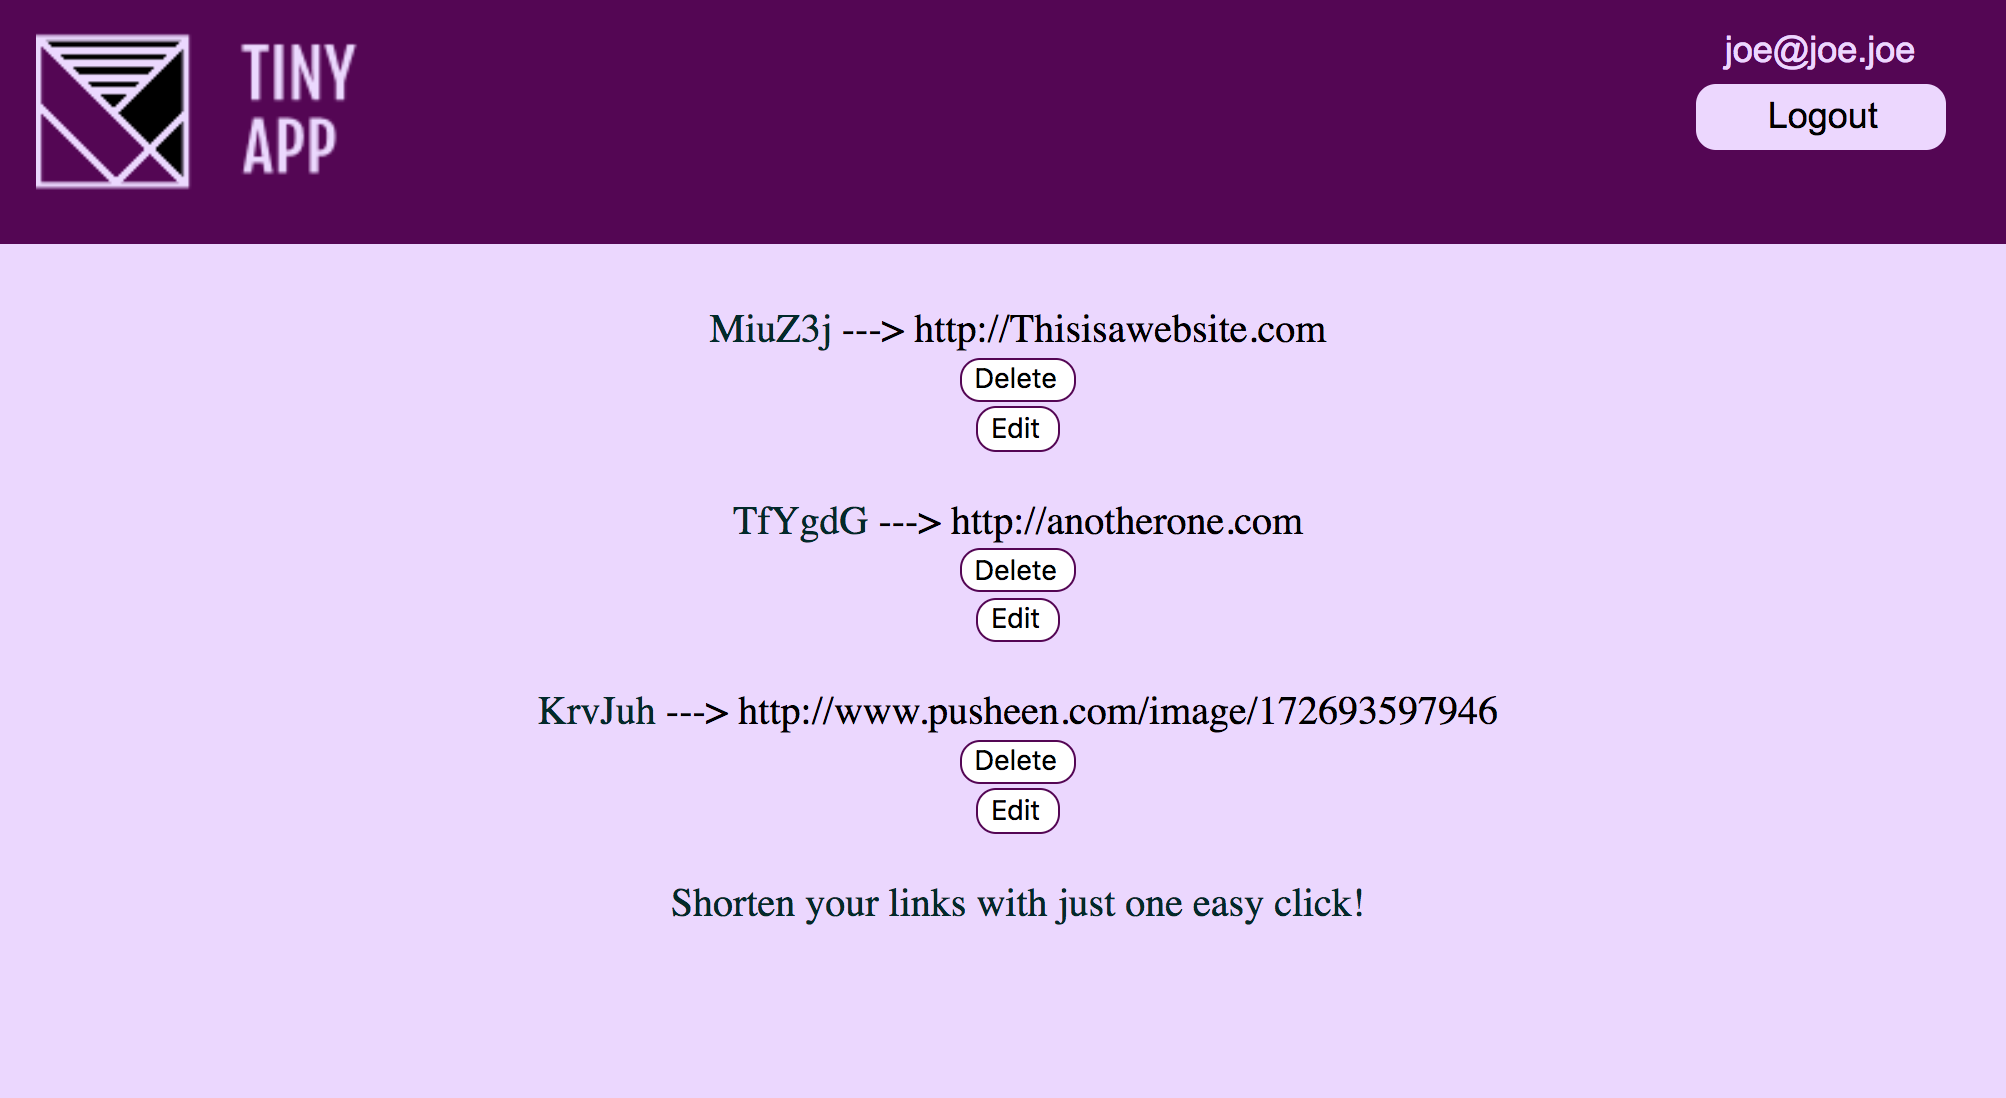 TINY
APP
joe@joe.joe
Logout
MiuZ3j ---> http://Thisisawebsite.com
Delete
Edit
TfYgdG ---> http://anotherone.com
Delete
Edit
KrvJuh ---> http://www.pusheen.com/image/172693597946
Delete
Edit
Shorten your links with just one easy click!